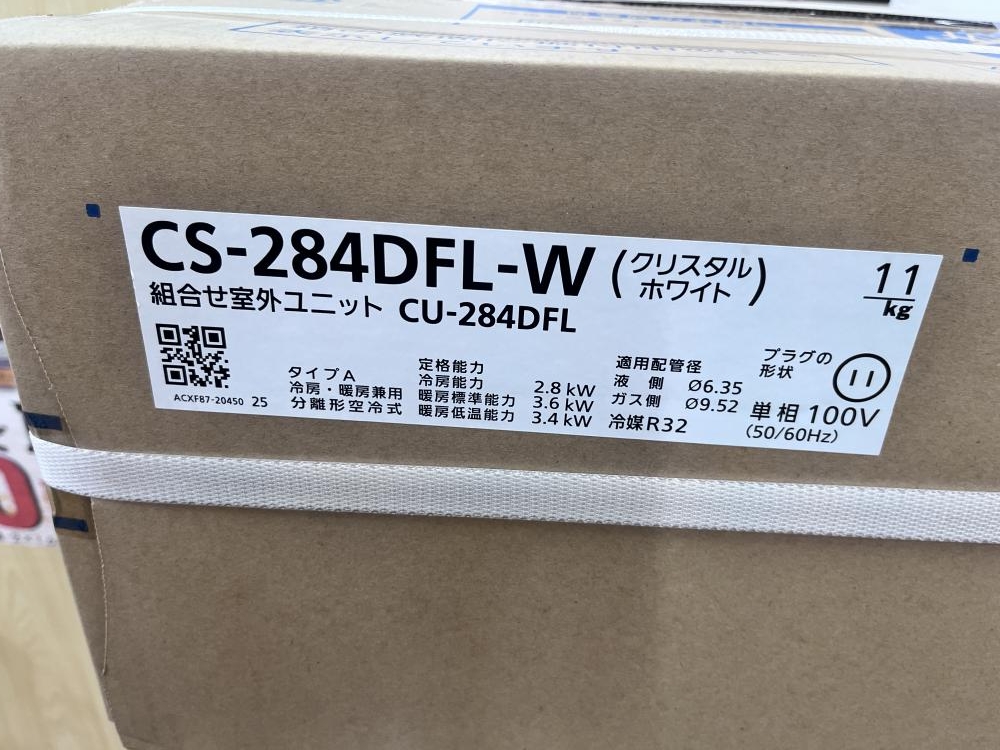 CS-284DFL-W (クリスタルホワイト)
11
kg
組合せ室外ユニット CU-284DFL
ACXF87-20450 25
タイプA
冷房・暖房兼用
分離形空冷式
定格能力
冷房能力 2.8 kW
暖房標準能力 3.6 kW
暖房低温能力 3.4 kW
適用配管径
液側 Ø6.35
ガス側 Ø9.52
冷媒R32
プラグの
形状
単相 100V
(50/60Hz)